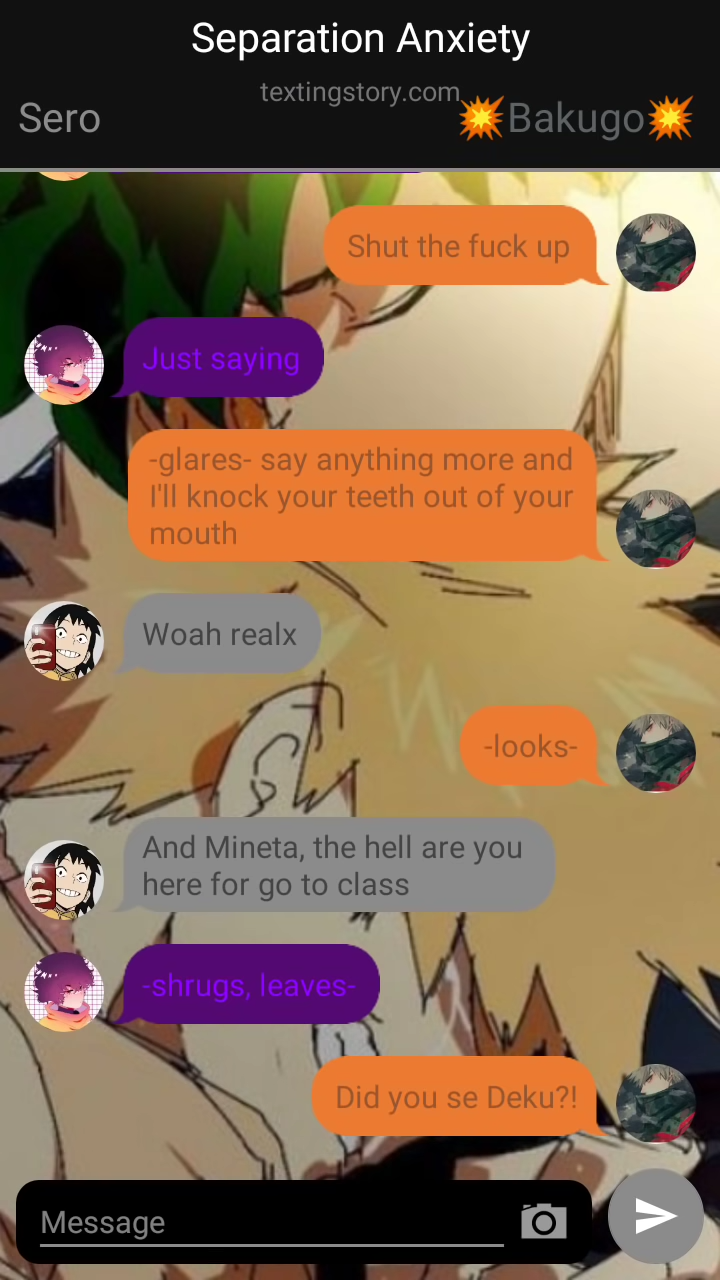 Separation Anxiety
textingstory.com
Sero
💥Bakugo💥
Shut the fuck up
Just saying
-glares- say anything more and
I'll knock your teeth out of your
mouth
Woah realx
-looks-
And Mineta, the hell are you
here for go to class
-shrugs, leaves-
Did you se Deku?!
Message